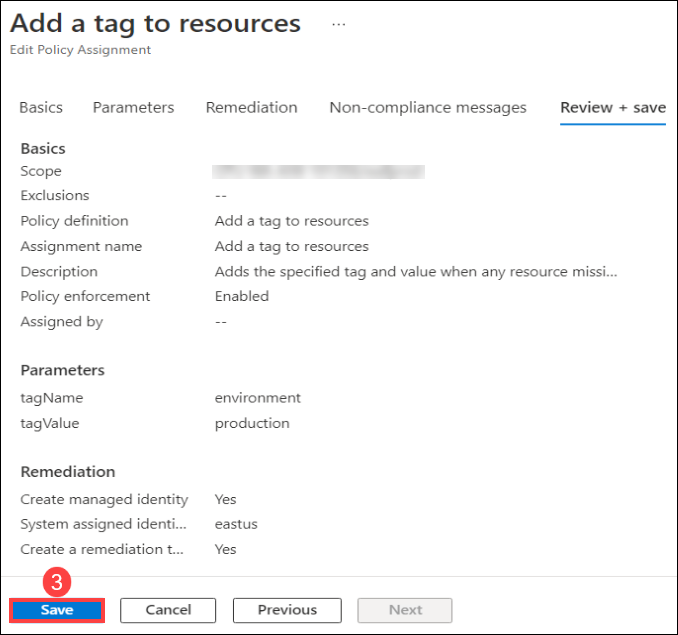 Add a tag to resources ...
Edit Policy Assignment
Basics Parameters Remediation Non-compliance messages Review + save
Basics
Scope
Exclusions --
Policy definition Add a tag to resources
Assignment name Add a tag to resources
Description Adds the specified tag and value when any resource missi...
Policy enforcement Enabled
Assigned by --
Parameters
tagName environment
tagValue production
Remediation
Create managed identity Yes
System assigned identi... eastus
Create a remediation t... Yes
3
Save Cancel Previous Next